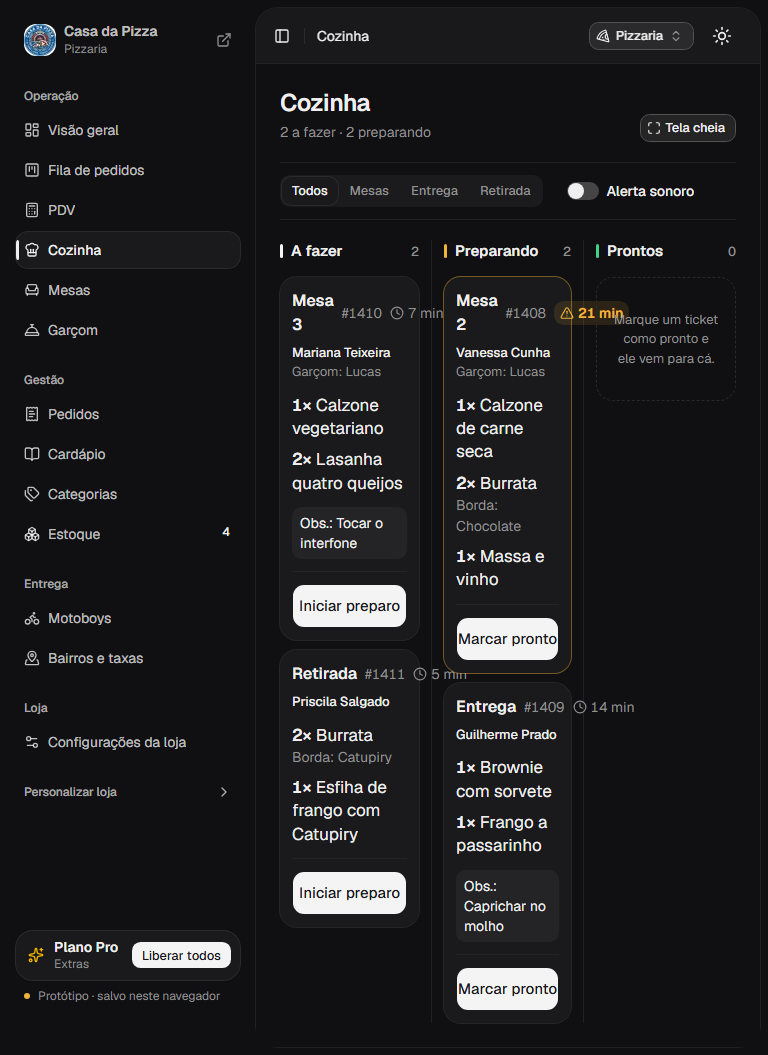 Casa da Pizza
Pizzaria
Operação
Visão geral
Fila de pedidos
PDV
Cozinha
Mesas
Garçom
Gestão
Pedidos
Cardápio
Categorias
Estoque 4
Entrega
Motoboys
Bairros e taxas
Loja
Configurações da loja
Personalizar loja
Plano Pro
Extras
Liberar todos
Protótipo · salvo neste navegador
Cozinha
Pizzaria
Cozinha
2 a fazer · 2 preparando
Tela cheia
Todos Mesas Entrega Retirada
Alerta sonoro
A fazer 2
Mesa
3
#1410 7 min
Mariana Teixeira
Garçom: Lucas
1× Calzone
vegetariano
2× Lasanha
quatro queijos
Obs.: Tocar o
interfone
Iniciar preparo
Retirada #1411 5 min
Priscila Salgado
2× Burrata
Borda: Catupiry
1× Esfiha de
frango com
Catupiry
Iniciar preparo
Preparando 2
Mesa
2
#1408 21 min
Vanessa Cunha
Garçom: Lucas
1× Calzone
de carne
seca
2× Burrata
Borda:
Chocolate
1× Massa e
vinho
Marcar pronto
Entrega #1409 14 min
Guilherme Prado
1× Brownie
com sorvete
1× Frango a
passarinho
Obs.:
Caprichar no
molho
Marcar pronto
Prontos 0
Marque um ticket
como pronto e
ele vem para cá.